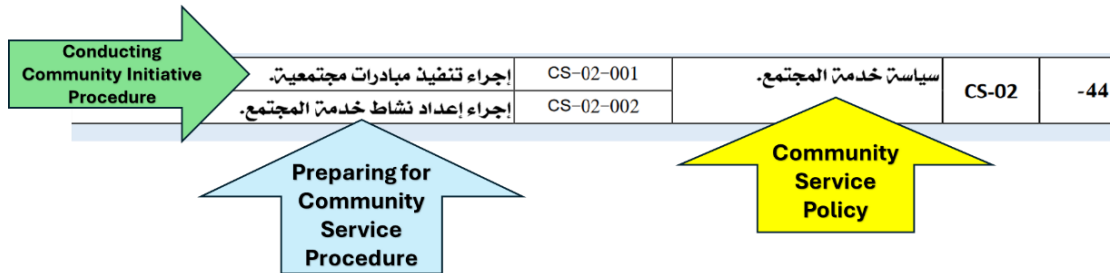 Conducting
Community Initiative
Procedure
-44
CS-02
سياسة خدمة المجتمع.
CS-02-001
إجراء تنفيذ مبادرات مجتمعية.
CS-02-002
إجراء إعداد نشاط خدمة المجتمع.
Preparing for
Community
Service
Procedure
Community
Service
Policy